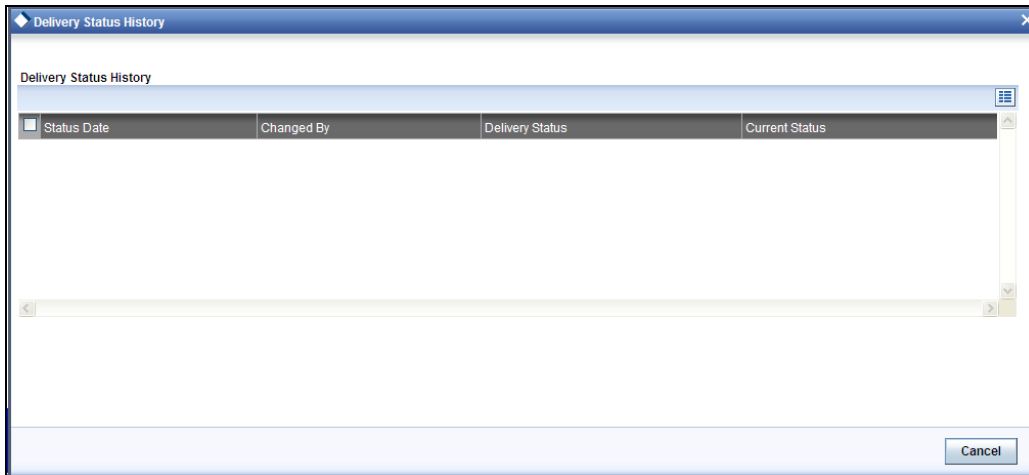 Delivery Status History
Delivery Status History
Status Date Changed By Delivery Status Current Status
Cancel